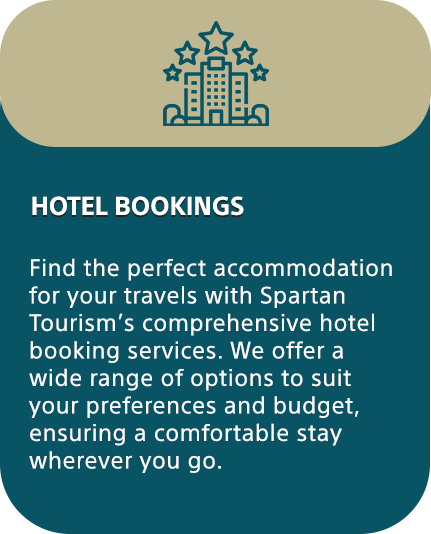 HOTEL BOOKINGS
Find the perfect accommodation
for your travels with Spartan
Tourism’s comprehensive hotel
booking services. We offer a
wide range of options to suit
your preferences and budget,
ensuring a comfortable stay
wherever you go.